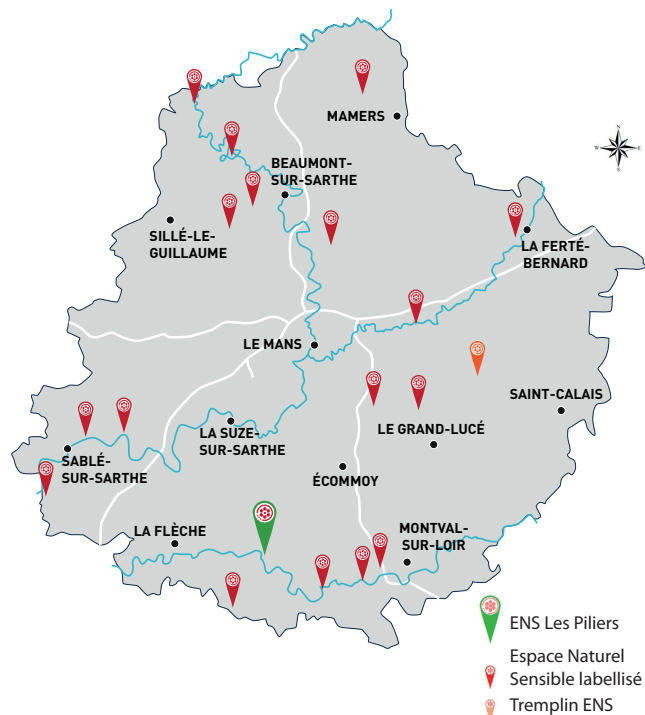 MAMERS
N
W
E
S
BEAUMONT-
SUR-SARTHE
SILLÉ-LE-
GUILLAUME
LA FERTÉ-
BERNARD
LE MANS
SAINT-CALAIS
LA SUZE-
SUR-SARTHE
LE GRAND-LUCÉ
SABLÉ-
SUR-SARTHE
ÉCOMMOY
LA FLÈCHE
MONTVAL-
SUR-LOIR
ENS Les Piliers
Espace Naturel
Sensible labellisé
Tremplin ENS